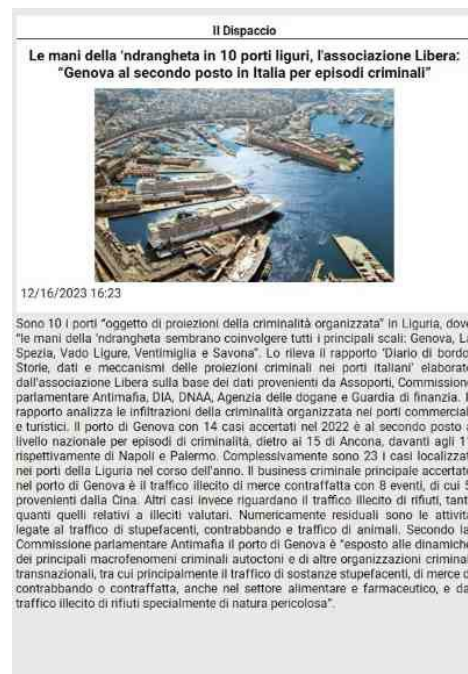 Il Dispaccio
Le mani della 'ndrangheta in 10 porti liguri, l'associazione Libera:
"Genova al secondo posto in Italia per episodi criminali"
12/16/2023 16:23
Sono 10 i porti "oggetto di proiezioni della criminalità organizzata" in Liguria, dove
"le mani della 'ndrangheta sembrano coinvolgere tutti i principali scali: Genova, La
Spezia, Vado Ligure, Ventimiglia e Savona". Lo rileva il rapporto 'Diario di bordo.
Storie, dati e meccanismi delle proiezioni criminali nei porti italiani' elaborato
dall'associazione Libera sulla base dei dati provenienti da Assoporti, Commissione
parlamentare Antimafia, DIA, DNAA, Agenzia delle dogane e Guardia di finanza. I
rapporto analizza le infiltrazioni della criminalità organizzata nei porti commercial
e turistici. Il porto di Genova con 14 casi accertati nel 2022 è al secondo posto a
livello nazionale per episodi di criminalità, dietro ai 15 di Ancona, davanti agli 1
rispettivamente di Napoli e Palermo. Complessivamente sono 23 i casi localizzat
nei porti della Liguria nel corso dell'anno. Il business criminale principale accertato
nel porto di Genova è il traffico illecito di merce contraffatta con 8 eventi, di cui 5
provenienti dalla Cina. Altri casi invece riguardano il traffico illecito di rifiuti, tant
quanti quelli relativi a illeciti valutari. Numericamente residuali sono le attività
legate al traffico di stupefacenti, contrabbando e traffico di animali. Secondo la
Commissione parlamentare Antimafia il porto di Genova è "esposto alle dinamiche
dei principali macrofenomeni criminali autoctoni e di altre organizzazioni criminal
transnazionali, tra cui principalmente il traffico di sostanze stupefacenti, di merce d
contrabbando o contraffatta, anche nel settore alimentare e farmaceutico, e da
traffico illecito di rifiuti specialmente di natura pericolosa".